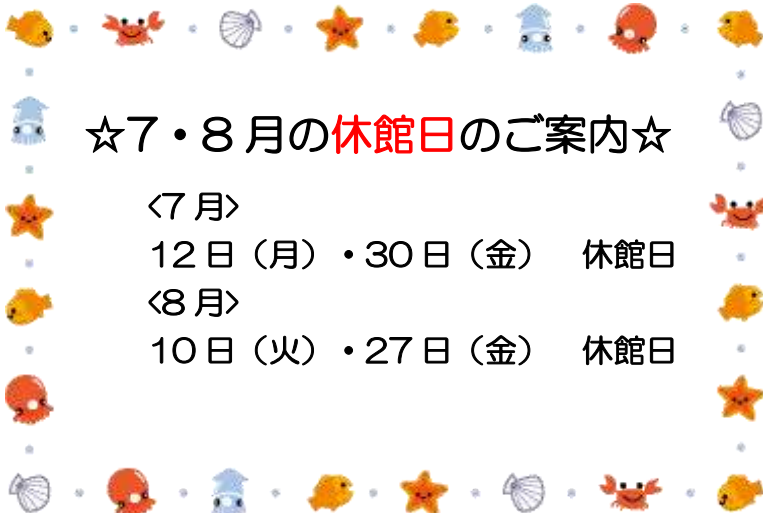 ☆7・8月の休館日のご案内☆
<7月>
12日（月）・30日（金）　休館日
<8月>
10日（火）・27日（金）　休館日